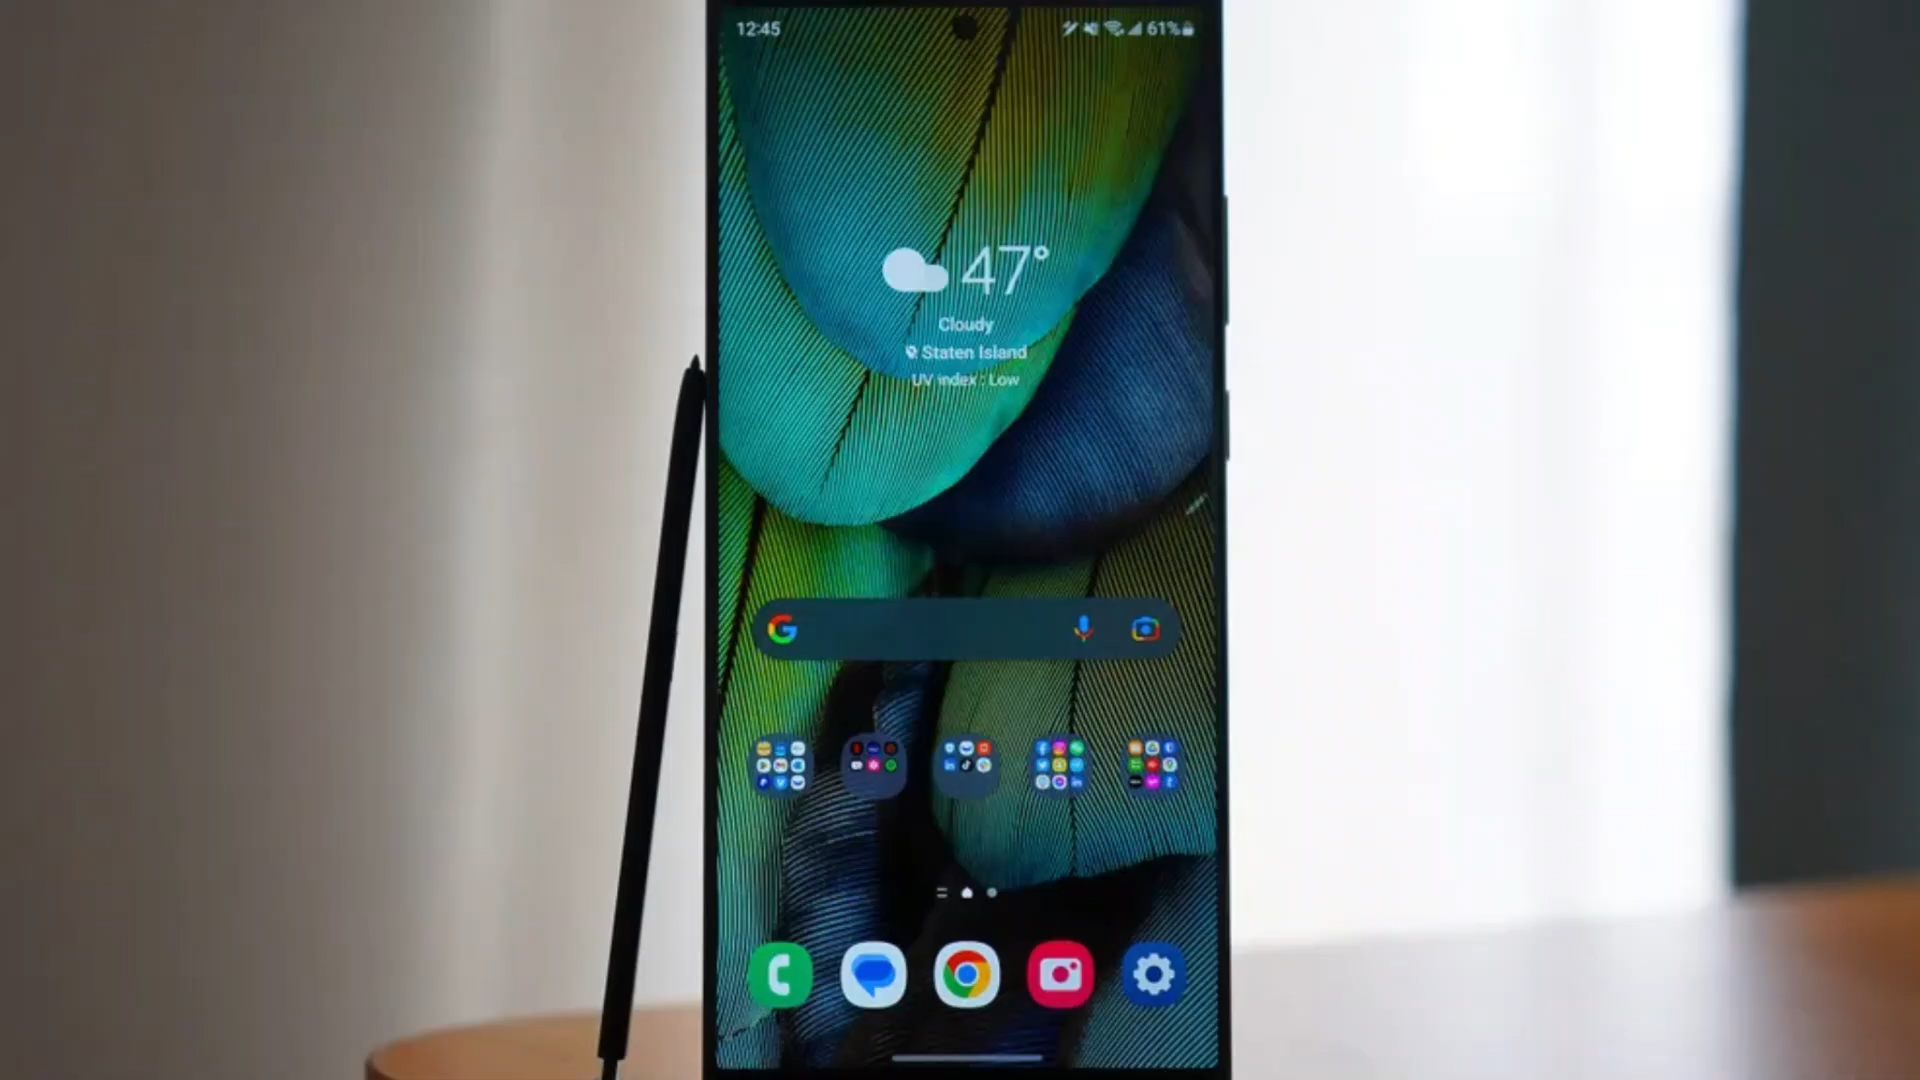 12:45
61%
47°
Cloudy
Staten Island
UV index : Low